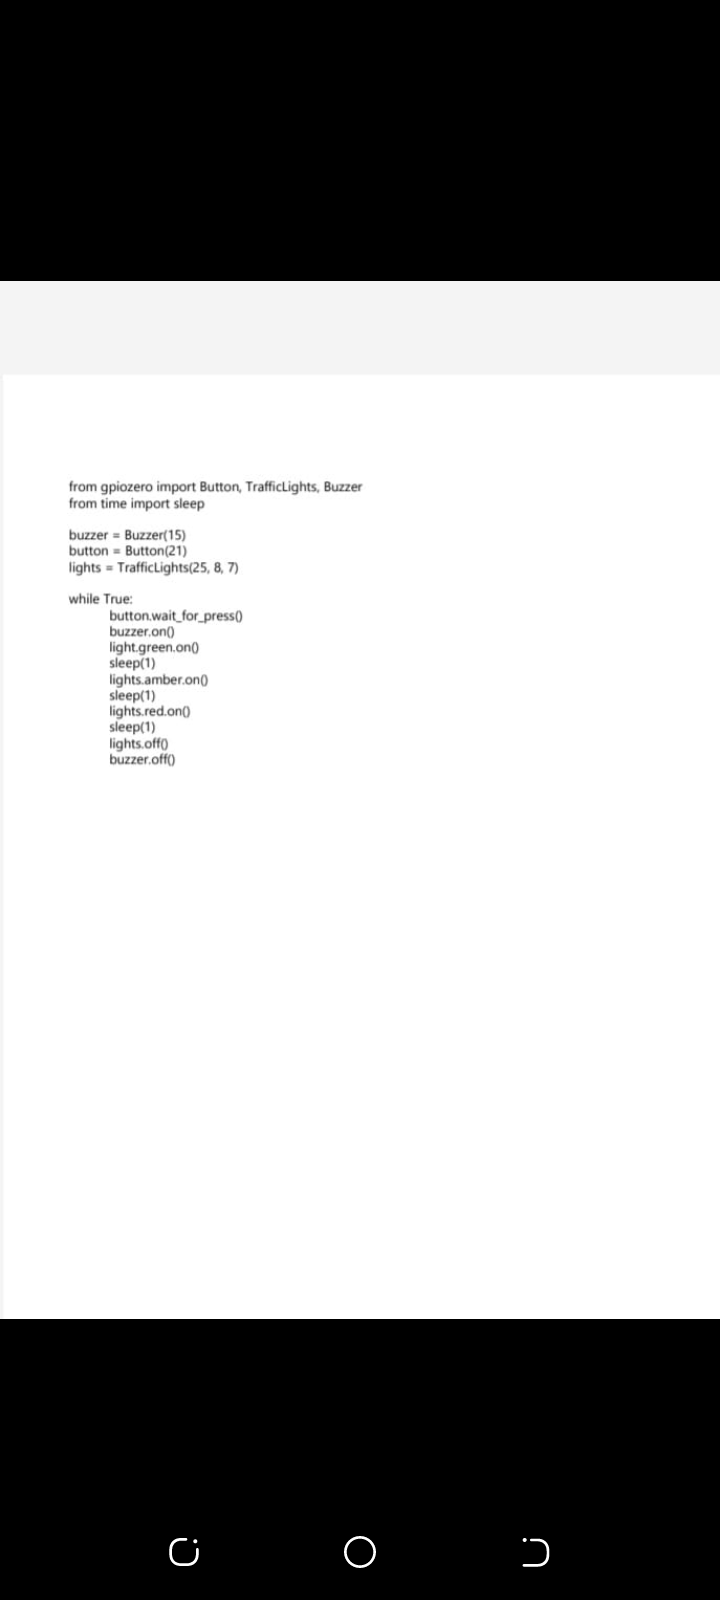 from gpiozero import Button, TrafficLights, Buzzer
from time import sleep
buzzer = Buzzer(15)
button = Button(21)
lights = TrafficLights(25, 8, 7)
while True:
button.wait_for_press()
buzzer.on()
light.green.on()
sleep(1)
lights.amber.on()
sleep(1)
lights.red.on()
sleep(1)
lights.off()
buzzer.off()